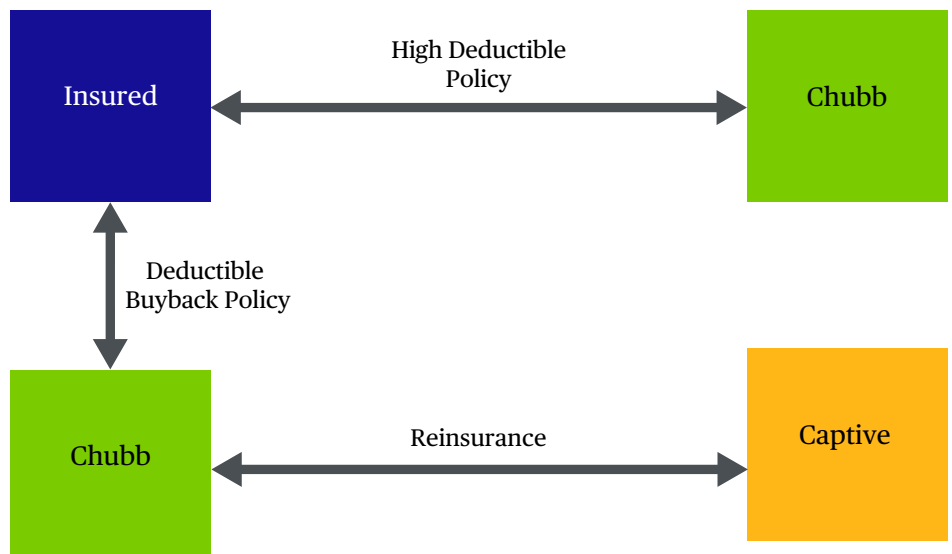 High Deductible
Policy
Insured
Chubb
Deductible
Buyback Policy
Chubb
Reinsurance
Captive